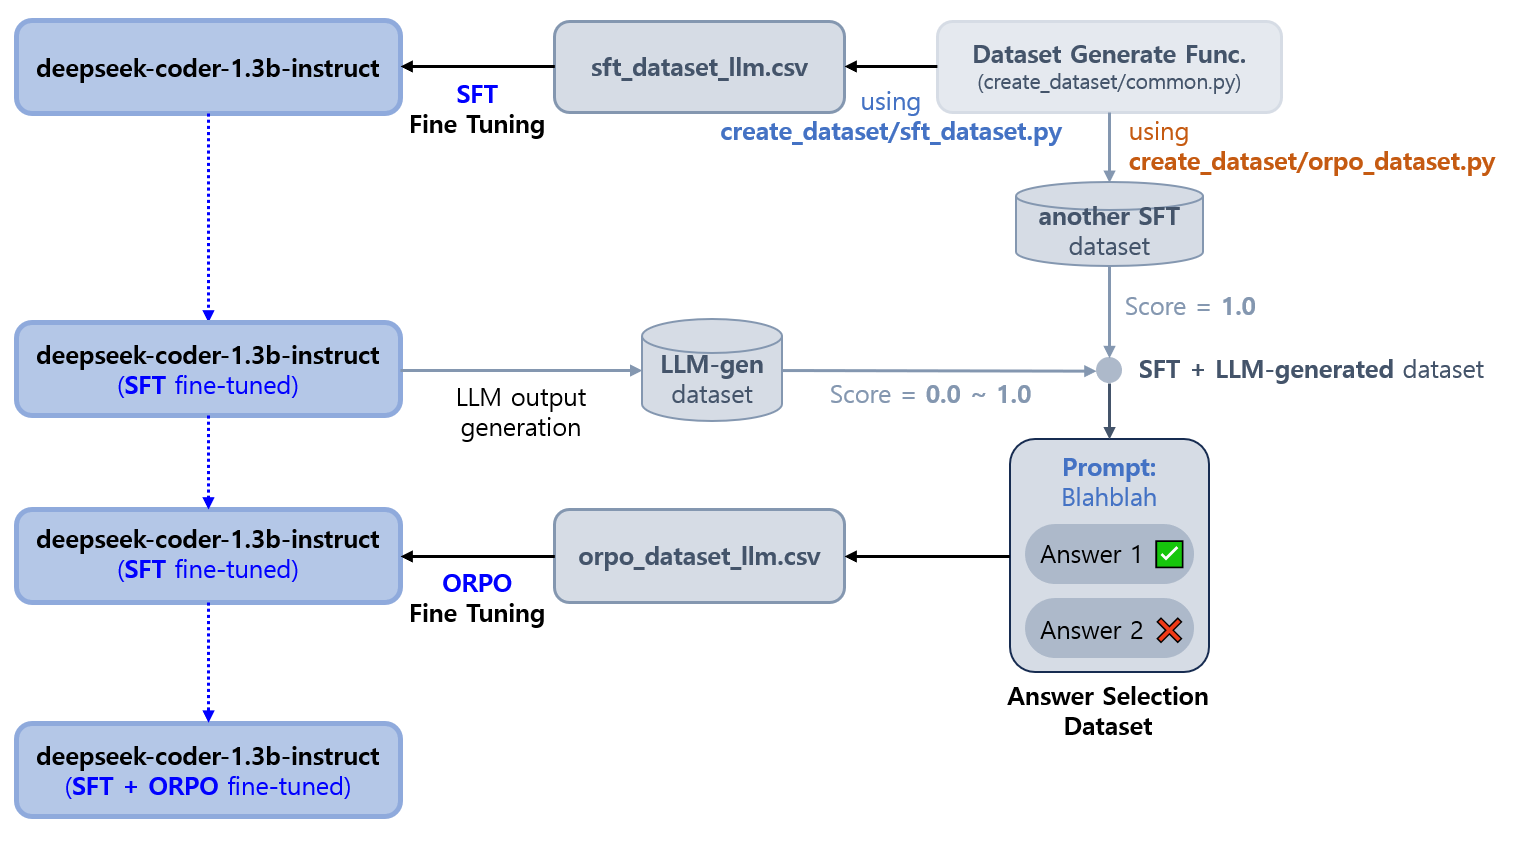 deepseek-coder-1.3b-instruct
SFT
Fine Tuning
sft_dataset_llm.csv
using
create_dataset/sft_dataset.py
Dataset Generate Func.
(create_dataset/common.py)
using
create_dataset/orpo_dataset.py
another SFT
dataset
Score = 1.0
deepseek-coder-1.3b-instruct
(SFT fine-tuned)
LLM output
generation
LLM-gen
dataset
Score = 0.0 ~ 1.0
SFT + LLM-generated dataset
Prompt:
Blahblah
Answer 1
Answer 2
Answer Selection
Dataset
orpo_dataset_llm.csv
ORPO
Fine Tuning
deepseek-coder-1.3b-instruct
(SFT fine-tuned)
deepseek-coder-1.3b-instruct
(SFT + ORPO fine-tuned)